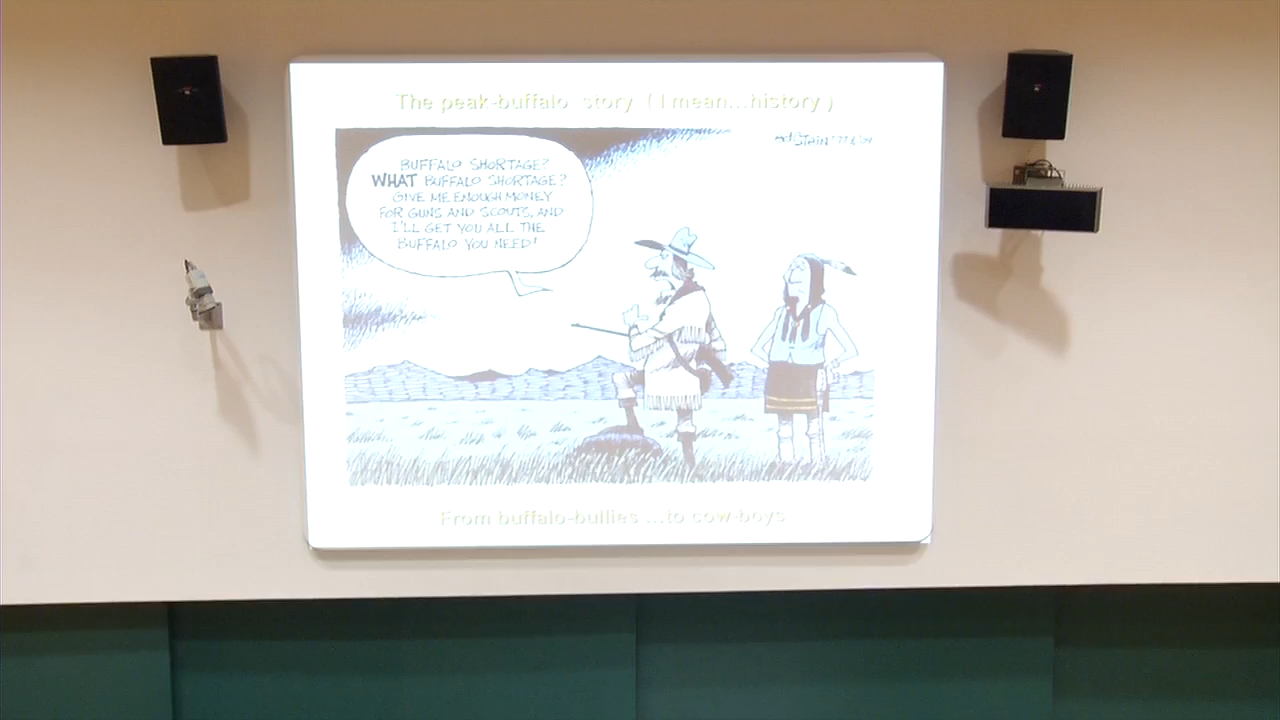 The peak-buffalo story ( I mean...history )
BUFFALO SHORTAGE?
WHAT BUFFALO SHORTAGE?
GIVE ME ENOUGH MONEY
FOR GUNS AND SCOUTS, AND
I'LL GET YOU ALL THE
BUFFALO YOU NEED!
From buffalo-bullies ...to cow-boys